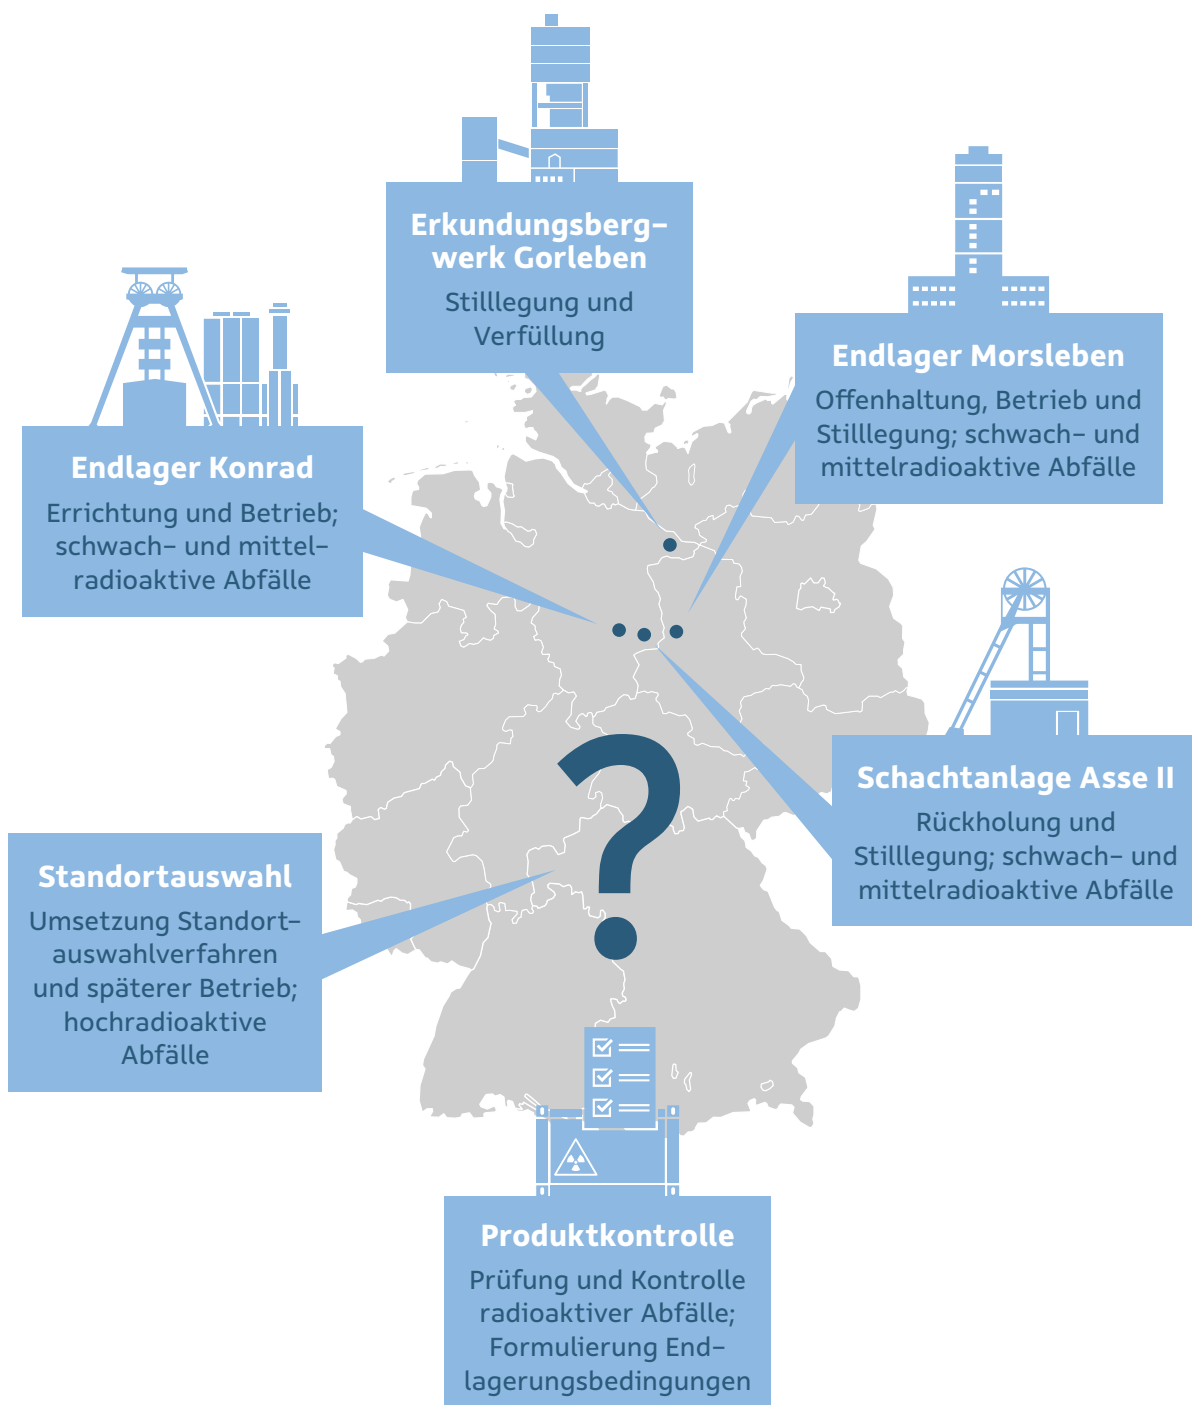 Erkundungsberg-
werk Gorleben
Stilllegung und
Verfüllung
Endlager Morsleben
Offenhaltung, Betrieb und
Stilllegung; schwach- und
mittelradioaktive Abfälle
Endlager Konrad
Errichtung und Betrieb;
schwach- und mittel-
radioaktive Abfälle
?
Schachtanlage Asse II
Rückholung und
Stilllegung; schwach- und
mittelradioaktive Abfälle
Standortauswahl
Umsetzung Standort-
auswahlverfahren
und späterer Betrieb;
hochradioaktive
Abfälle
Produktkontrolle
Prüfung und Kontrolle
radioaktiver Abfälle;
Formulierung End-
lagerungsbedingungen